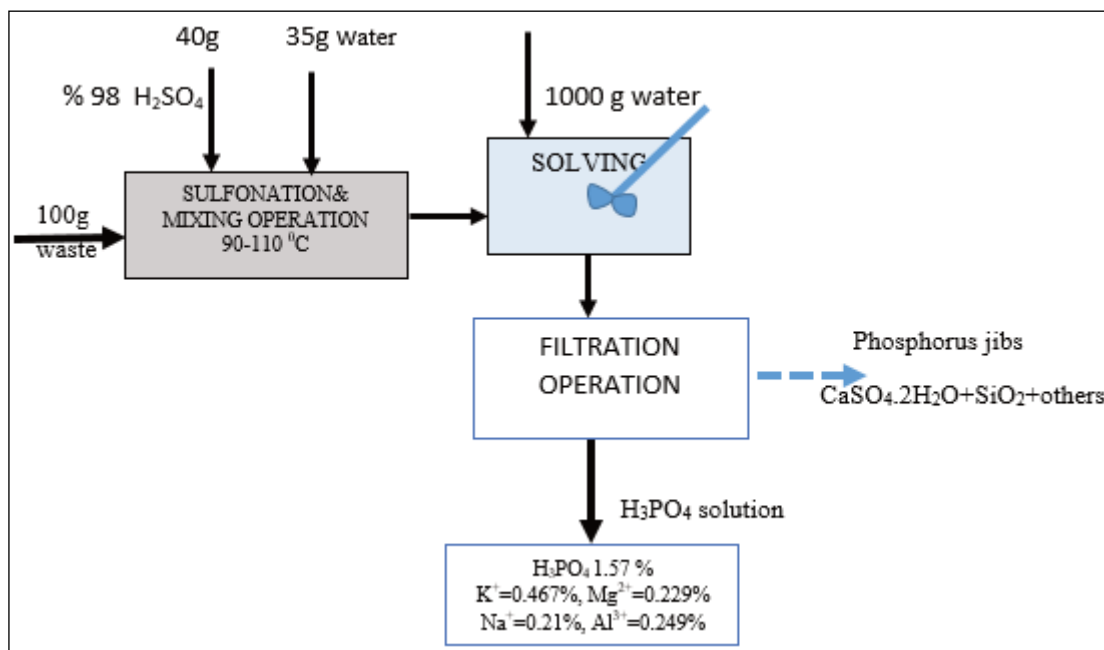 40g
35g water
% 98 H₂SO₄
1000 g water
SOLVING
SULFONATION&
MIXING OPERATION
90-110 ⁰C
100g
waste
FILTRATION
OPERATION
Phosphorus jibs
CaSO₄.2H₂O+SiO₂+others
H₃PO₄ solution
H₃PO₄ 1.57 %
K⁺=0.467%, Mg²⁺=0.229%
Na⁺=0.21%, Al³⁺=0.249%